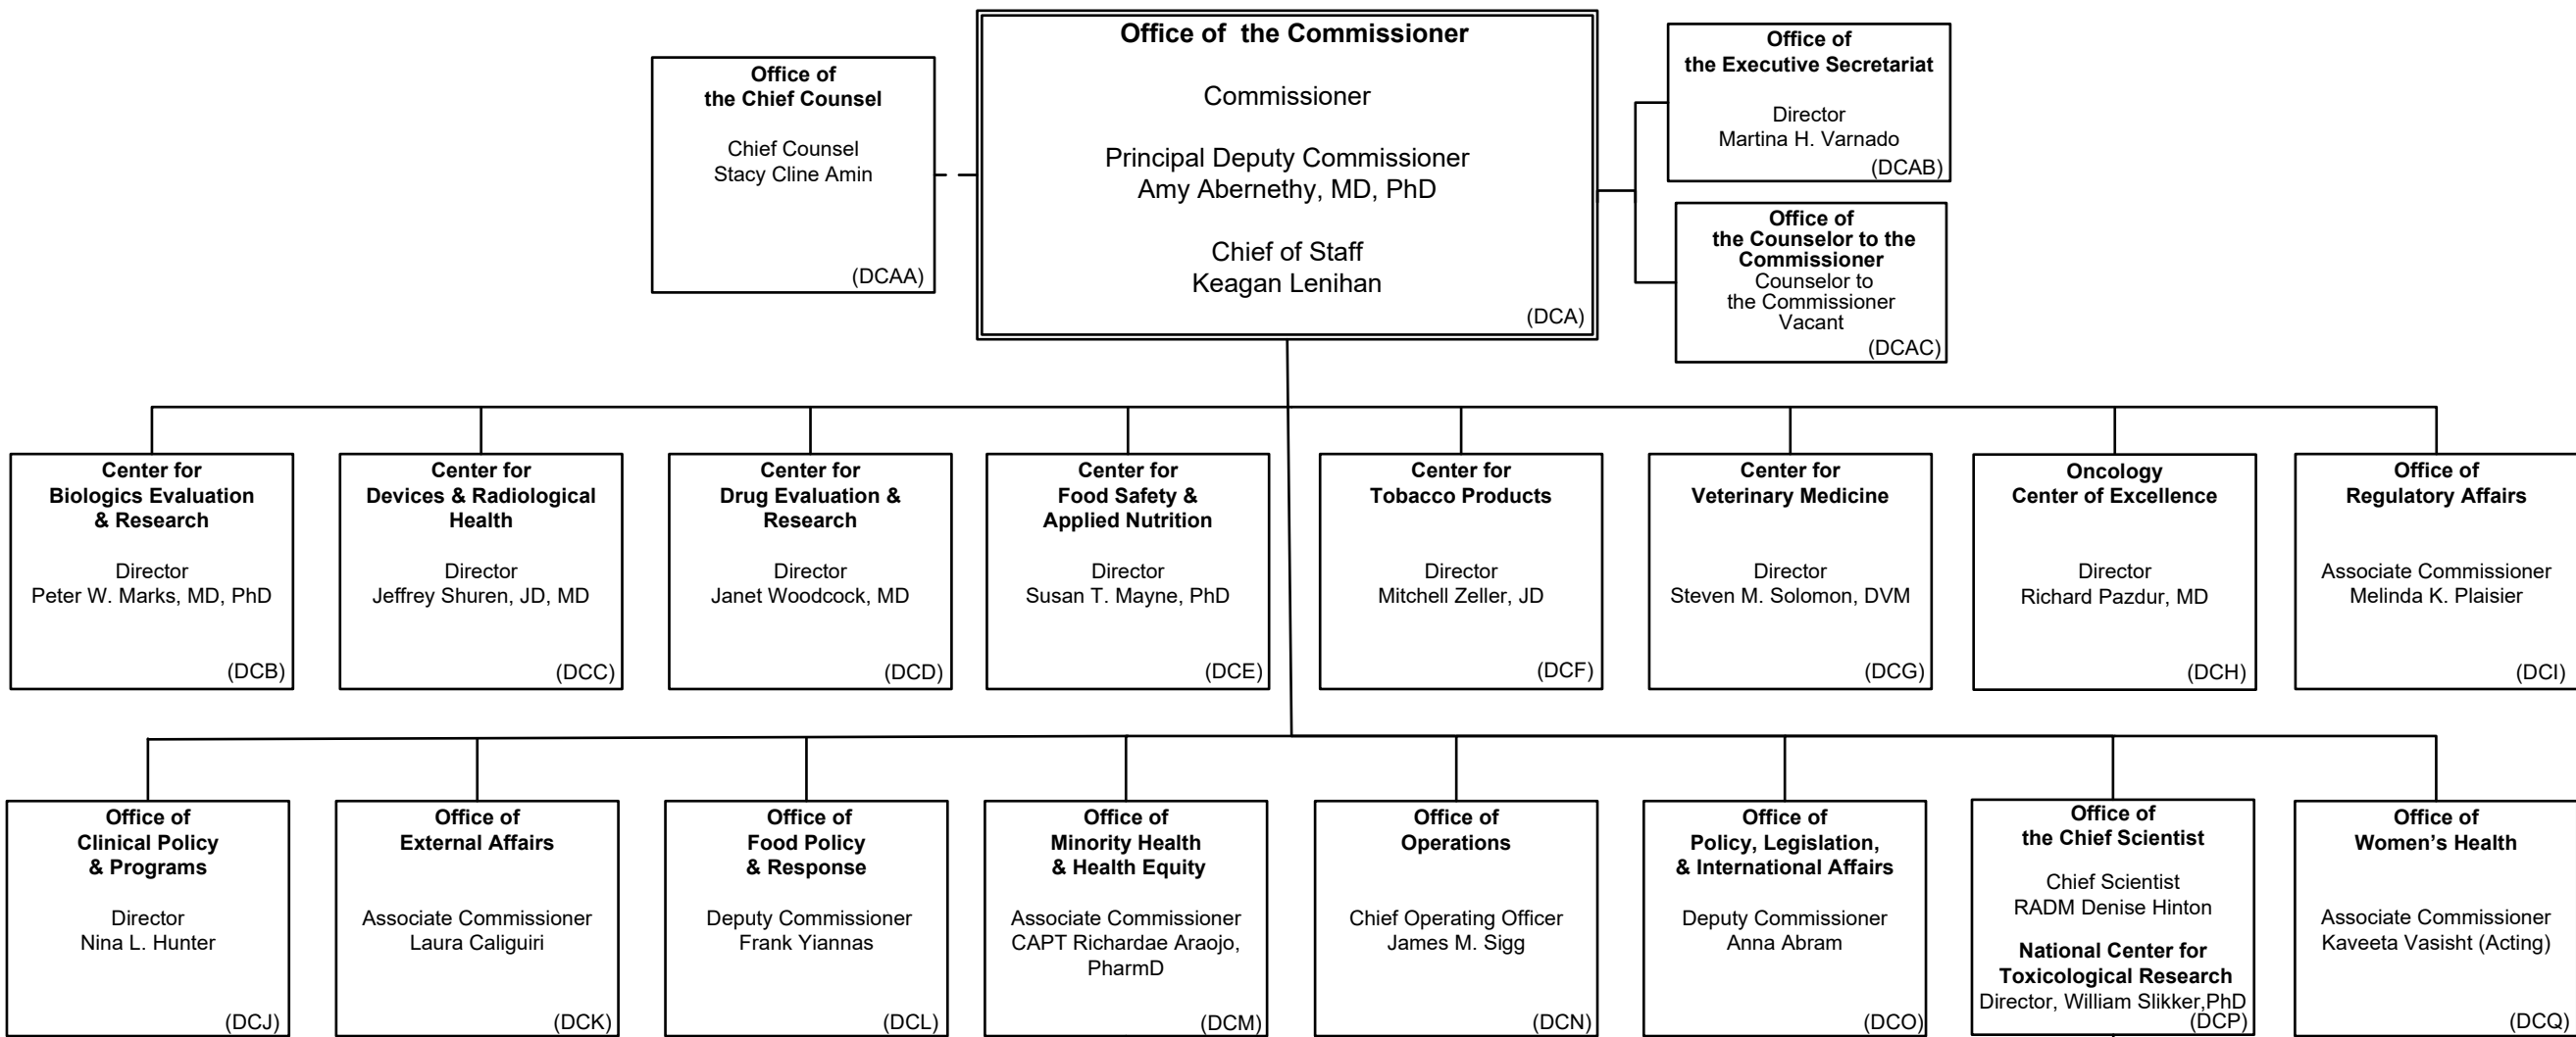 Office of
the Chief Counsel
Chief Counsel
Stacy Cline Amin
(DCAA)
Office of the Commissioner
Commissioner
Principal Deputy Commissioner
Amy Abernethy, MD, PhD
Chief of Staff
Keagan Lenihan
(DCA)
Office of
the Executive Secretariat
Director
Martina H. Varnado
(DCAB)
Office of
the Counselor to the
Commissioner
Counselor to
the Commissioner
Vacant
(DCAC)
Center for
Biologics Evaluation
& Research
Director
Peter W. Marks, MD, PhD
(DCB)
Center for
Devices & Radiological
Health
Director
Jeffrey Shuren, JD, MD
(DCC)
Center for
Drug Evaluation &
Research
Director
Janet Woodcock, MD
(DCD)
Center for
Food Safety &
Applied Nutrition
Director
Susan T. Mayne, PhD
(DCE)
Center for
Tobacco Products
Director
Mitchell Zeller, JD
(DCF)
Center for
Veterinary Medicine
Director
Steven M. Solomon, DVM
(DCG)
Oncology
Center of Excellence
Director
Richard Pazdur, MD
(DCH)
Office of
Regulatory Affairs
Associate Commissioner
Melinda K. Plaisier
(DCI)
Office of
Clinical Policy
& Programs
Director
Nina L. Hunter
(DCJ)
Office of
External Affairs
Associate Commissioner
Laura Caliguiri
(DCK)
Office of
Food Policy
& Response
Deputy Commissioner
Frank Yiannas
(DCL)
Office of
Minority Health
& Health Equity
Associate Commissioner
CAPT Richardae Araojo,
PharmD
(DCM)
Office of
Operations
Chief Operating Officer
James M. Sigg
(DCN)
Office of
Policy, Legislation,
& International Affairs
Deputy Commissioner
Anna Abram
(DCO)
Office of
the Chief Scientist
Chief Scientist
RADM Denise Hinton
National Center for
Toxicological Research
Director, William Slikker,PhD
(DCP)
Office of
Women's Health
Associate Commissioner
Kaveeta Vasisht (Acting)
(DCQ)